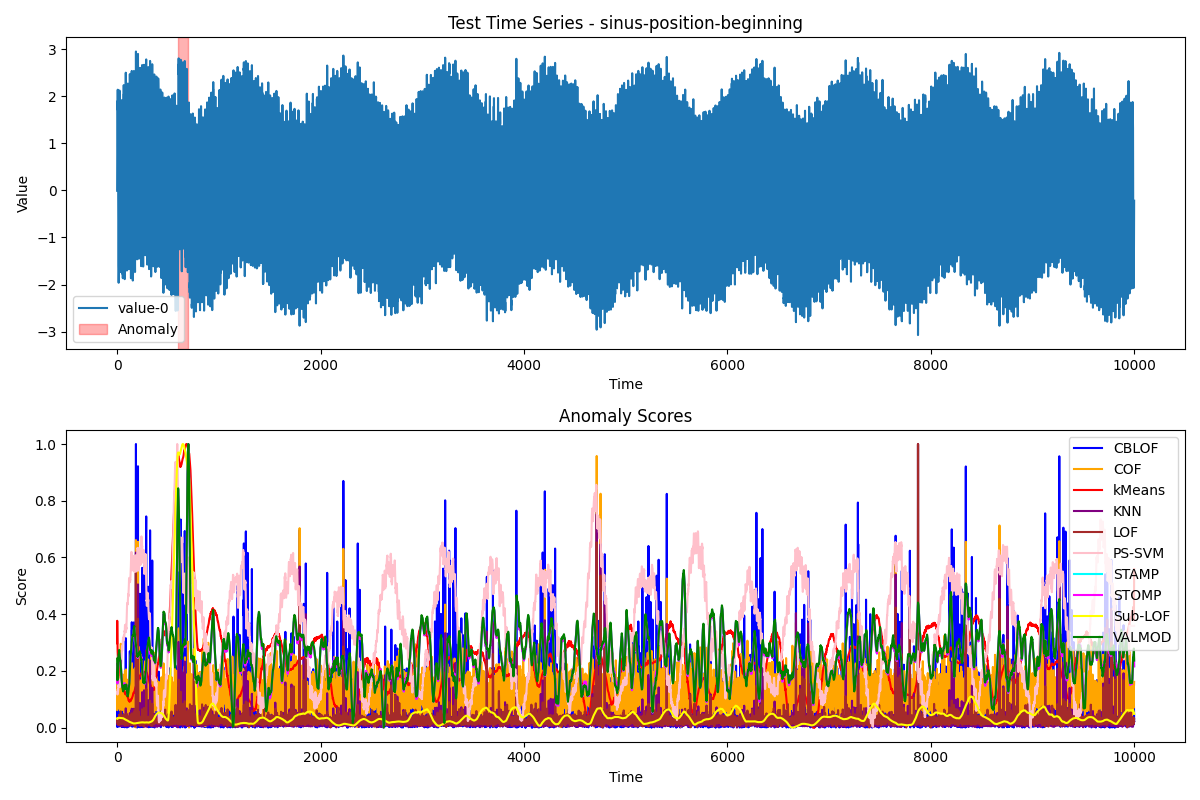 Test Time Series - sinus-position-beginning
Value
3
2
1
0
−1
−2
−3
value-0
Anomaly
0
2000
4000
6000
8000
10000
Time
Anomaly Scores
Score
1.0
0.8
0.6
0.4
0.2
0.0
CBLOF
COF
kMeans
KNN
LOF
PS-SVM
STAMP
STOMP
Sub-LOF
VALMOD
0
2000
4000
6000
8000
10000
Time